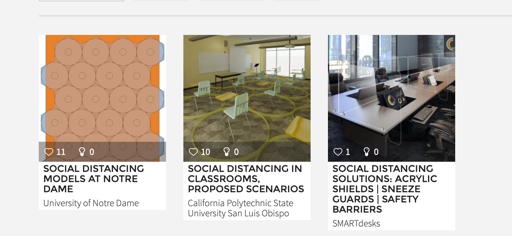 11 0
SOCIAL DISTANCING
MODELS AT NOTRE
DAME
University of Notre Dame
10 0
SOCIAL DISTANCING IN
CLASSROOMS,
PROPOSED SCENARIOS
California Polytechnic State
University San Luis Obispo
1 0
SOCIAL DISTANCING
SOLUTIONS: ACRYLIC
SHIELDS | SNEEZE
GUARDS | SAFETY
BARRIERS
SMARTdesks